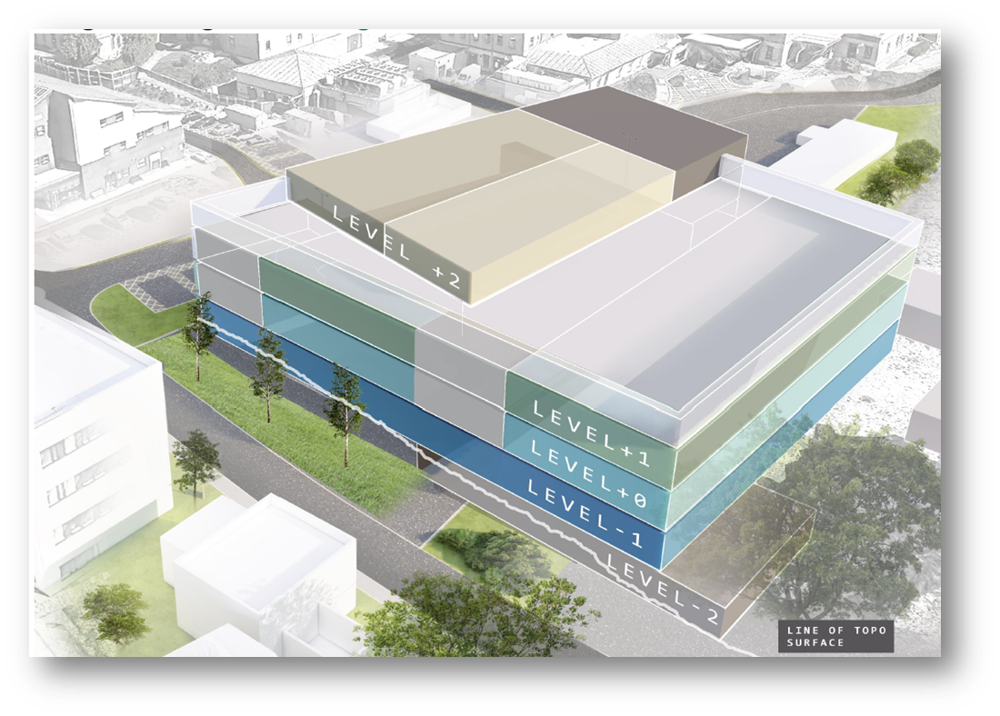 LEVEL +2
LEVEL+1
LEVEL+0
LEVEL-1
LEVEL-2
LINE OF TOPO
SURFACE